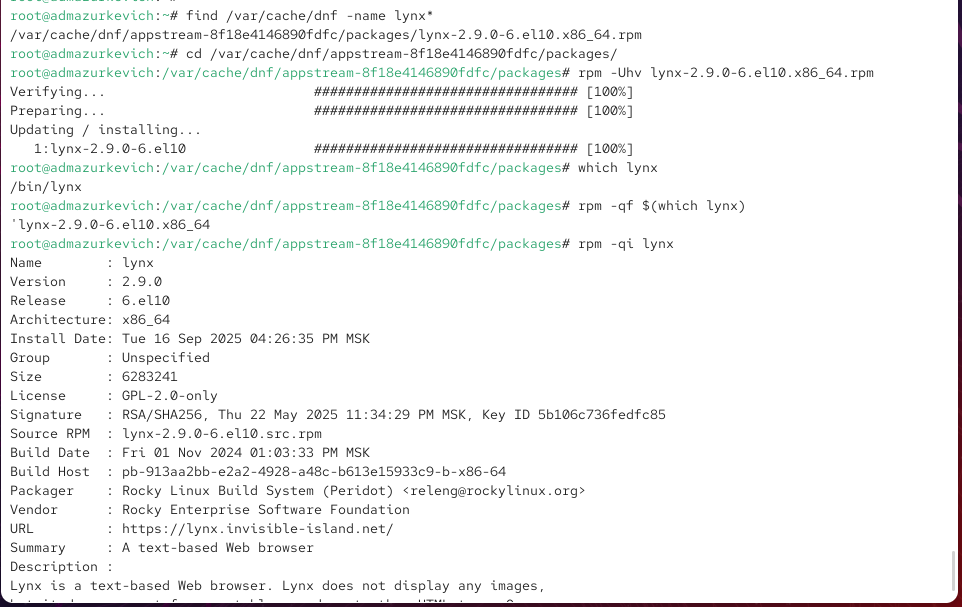 root@admazurkevich:~# find /var/cache/dnf -name lynx*
/var/cache/dnf/appstream-8f18e4146890fdfc/packages/lynx-2.9.0-6.el10.x86_64.rpm
root@admazurkevich:~# cd /var/cache/dnf/appstream-8f18e4146890fdfc/packages/
root@admazurkevich:/var/cache/dnf/appstream-8f18e4146890fdfc/packages# rpm -Uhv lynx-2.9.0-6.el10.x86_64.rpm
Verifying...                          ################################# [100%]
Preparing...                          ################################# [100%]
Updating / installing...
   1:lynx-2.9.0-6.el10                ################################# [100%]
root@admazurkevich:/var/cache/dnf/appstream-8f18e4146890fdfc/packages# which lynx
/bin/lynx
root@admazurkevich:/var/cache/dnf/appstream-8f18e4146890fdfc/packages# rpm -qf $(which lynx)
`lynx-2.9.0-6.el10.x86_64
root@admazurkevich:/var/cache/dnf/appstream-8f18e4146890fdfc/packages# rpm -qi lynx
Name        : lynx
Version     : 2.9.0
Release     : 6.el10
Architecture: x86_64
Install Date: Tue 16 Sep 2025 04:26:35 PM MSK
Group       : Unspecified
Size        : 6283241
License     : GPL-2.0-only
Signature   : RSA/SHA256, Thu 22 May 2025 11:34:29 PM MSK, Key ID 5b106c736fedfc85
Source RPM  : lynx-2.9.0-6.el10.src.rpm
Build Date  : Fri 01 Nov 2024 01:03:33 PM MSK
Build Host  : pb-913aa2bb-e2a2-4928-a48c-b613e15933c9-b-x86-64
Packager    : Rocky Linux Build System (Peridot) <releng@rockylinux.org>
Vendor      : Rocky Enterprise Software Foundation
URL         : https://lynx.invisible-island.net/
Summary     : A text-based Web browser
Description :
Lynx is a text-based Web browser. Lynx does not display any images,